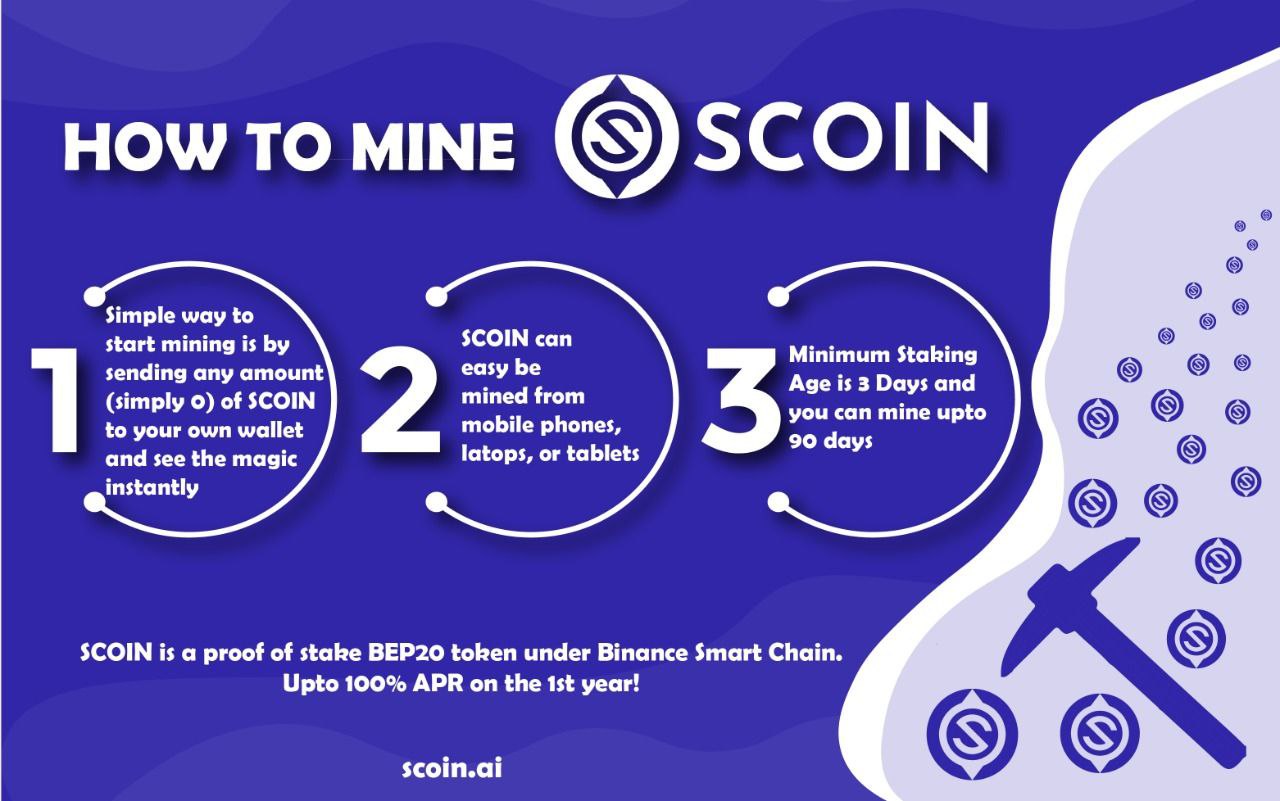 HOW TO MINE SCOIN
1
Simple way to
start mining is by
sending any amount
(simply 0) of SCOIN
to your own wallet
and see the magic
instantly
2
SCOIN can
easy be
mined from
mobile phones,
latops, or tablets
3
Minimum Staking
Age is 3 Days and
you can mine upto
90 days
SCOIN is a proof of stake BEP20 token under Binance Smart Chain.
Upto 100% APR on the 1st year!
scoin.ai